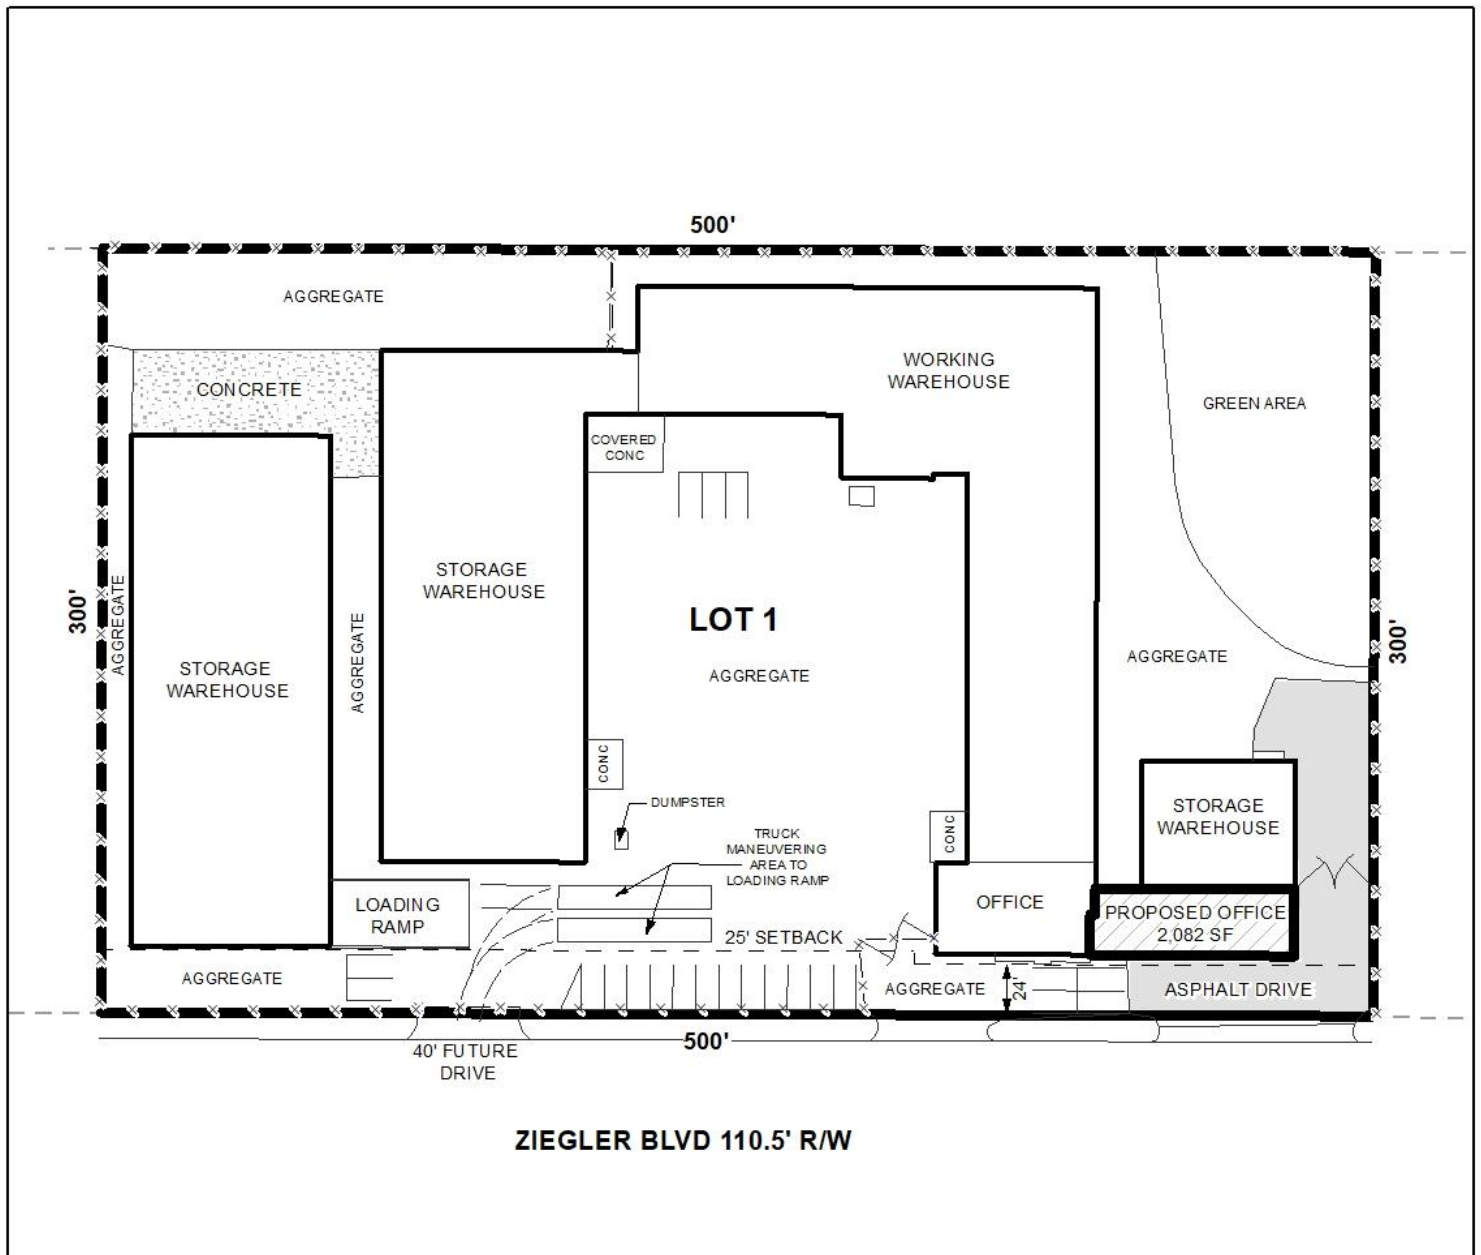 500'
AGGREGATE
CONCRETE
WORKING
WAREHOUSE
GREEN AREA
COVERED
CONC
STORAGE
WAREHOUSE
300'
AGGREGATE
AGGREGATE
LOT 1
AGGREGATE
STORAGE
WAREHOUSE
AGGREGATE
300'
CONC
DUMPSTER
TRUCK
MANEUVERING
AREA TO
LOADING RAMP
CONC
STORAGE
WAREHOUSE
LOADING
RAMP
OFFICE
PROPOSED OFFICE
2,082 SF
25' SETBACK
AGGREGATE
AGGREGATE
24'
ASPHALT DRIVE
500'
40' FUTURE
DRIVE
ZIEGLER BLVD 110.5' R/W